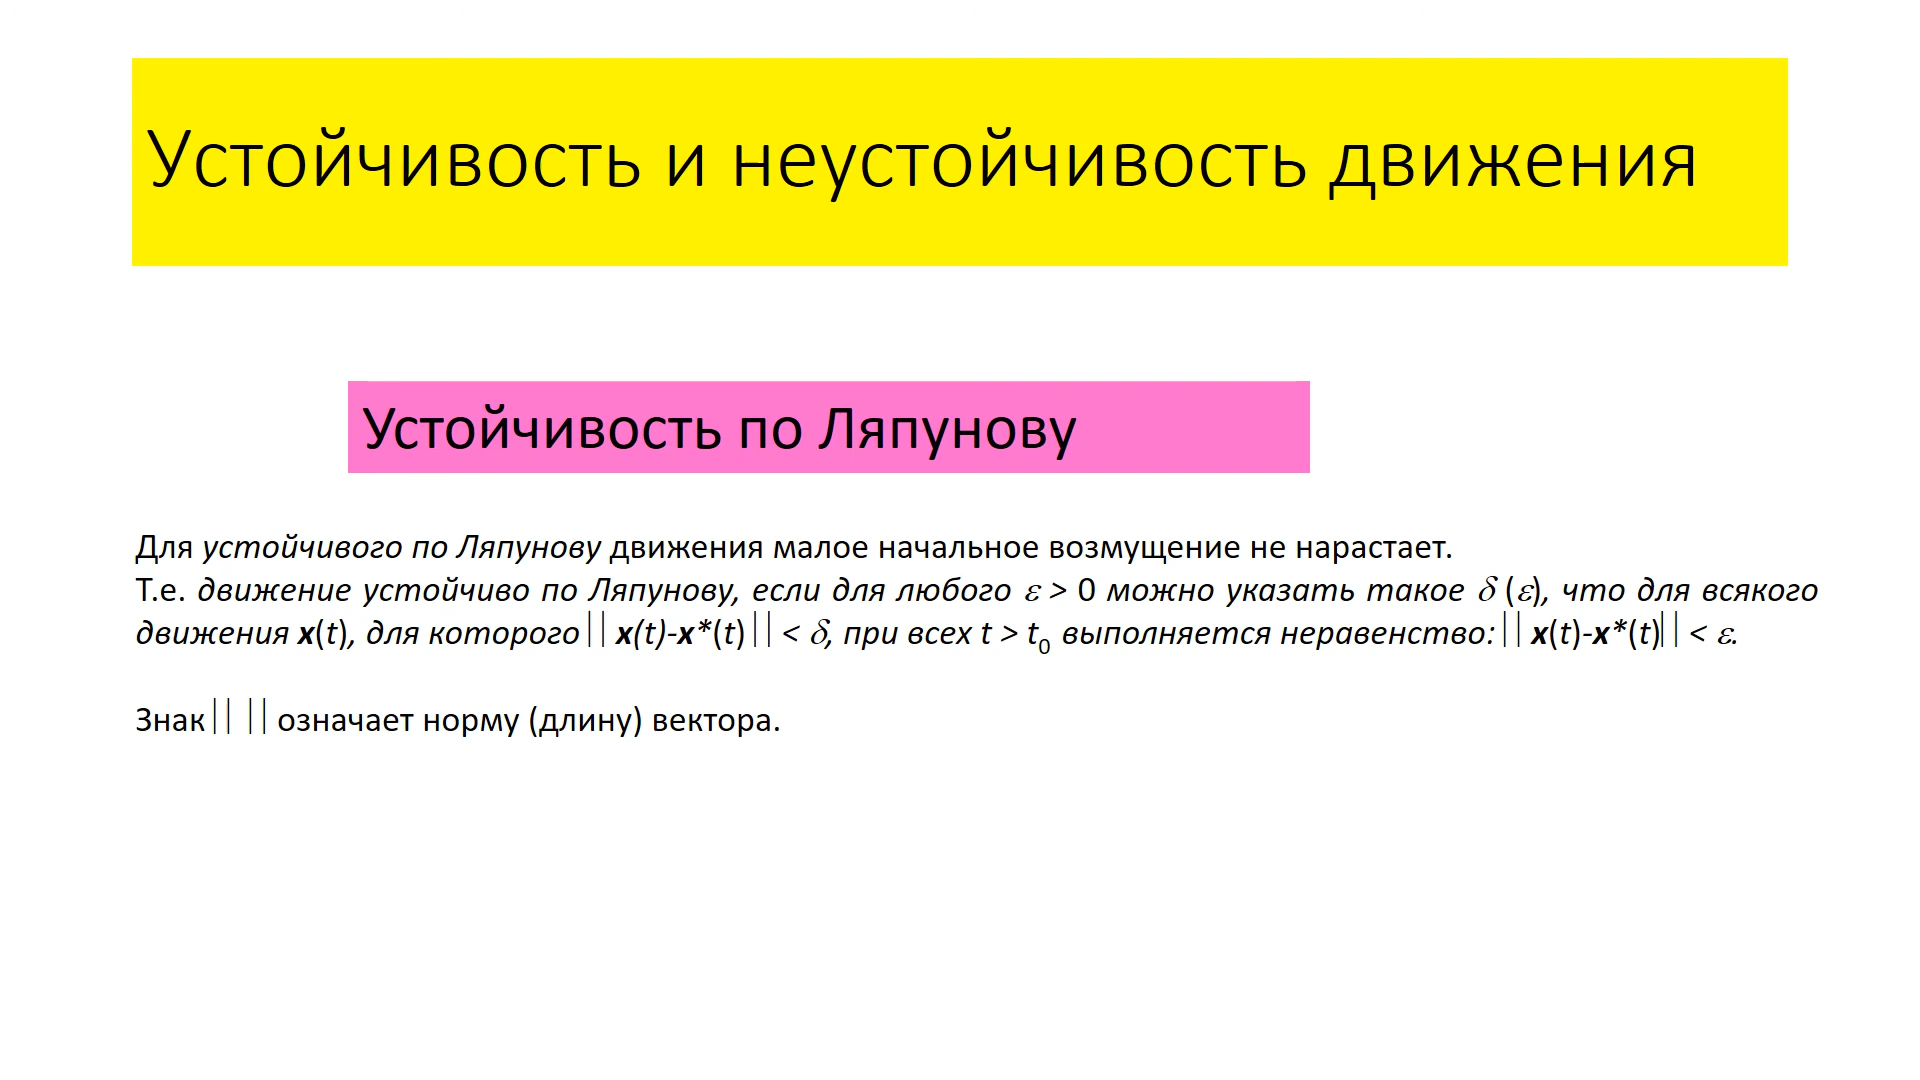 Устойчивость и неустойчивость движения
Устойчивость по Ляпунову
Для устойчивого по Ляпунову движения малое начальное возмущение не нарастает.
Т.е. движение устойчиво по Ляпунову, если для любого ε > 0 можно указать такое δ (ε), что для всякого
движения x(t), для которого || x(t)-x*(t) || < δ, при всех t > t₀ выполняется неравенство: || x(t)-x*(t)|| < ε.
Знак || || означает норму (длину) вектора.